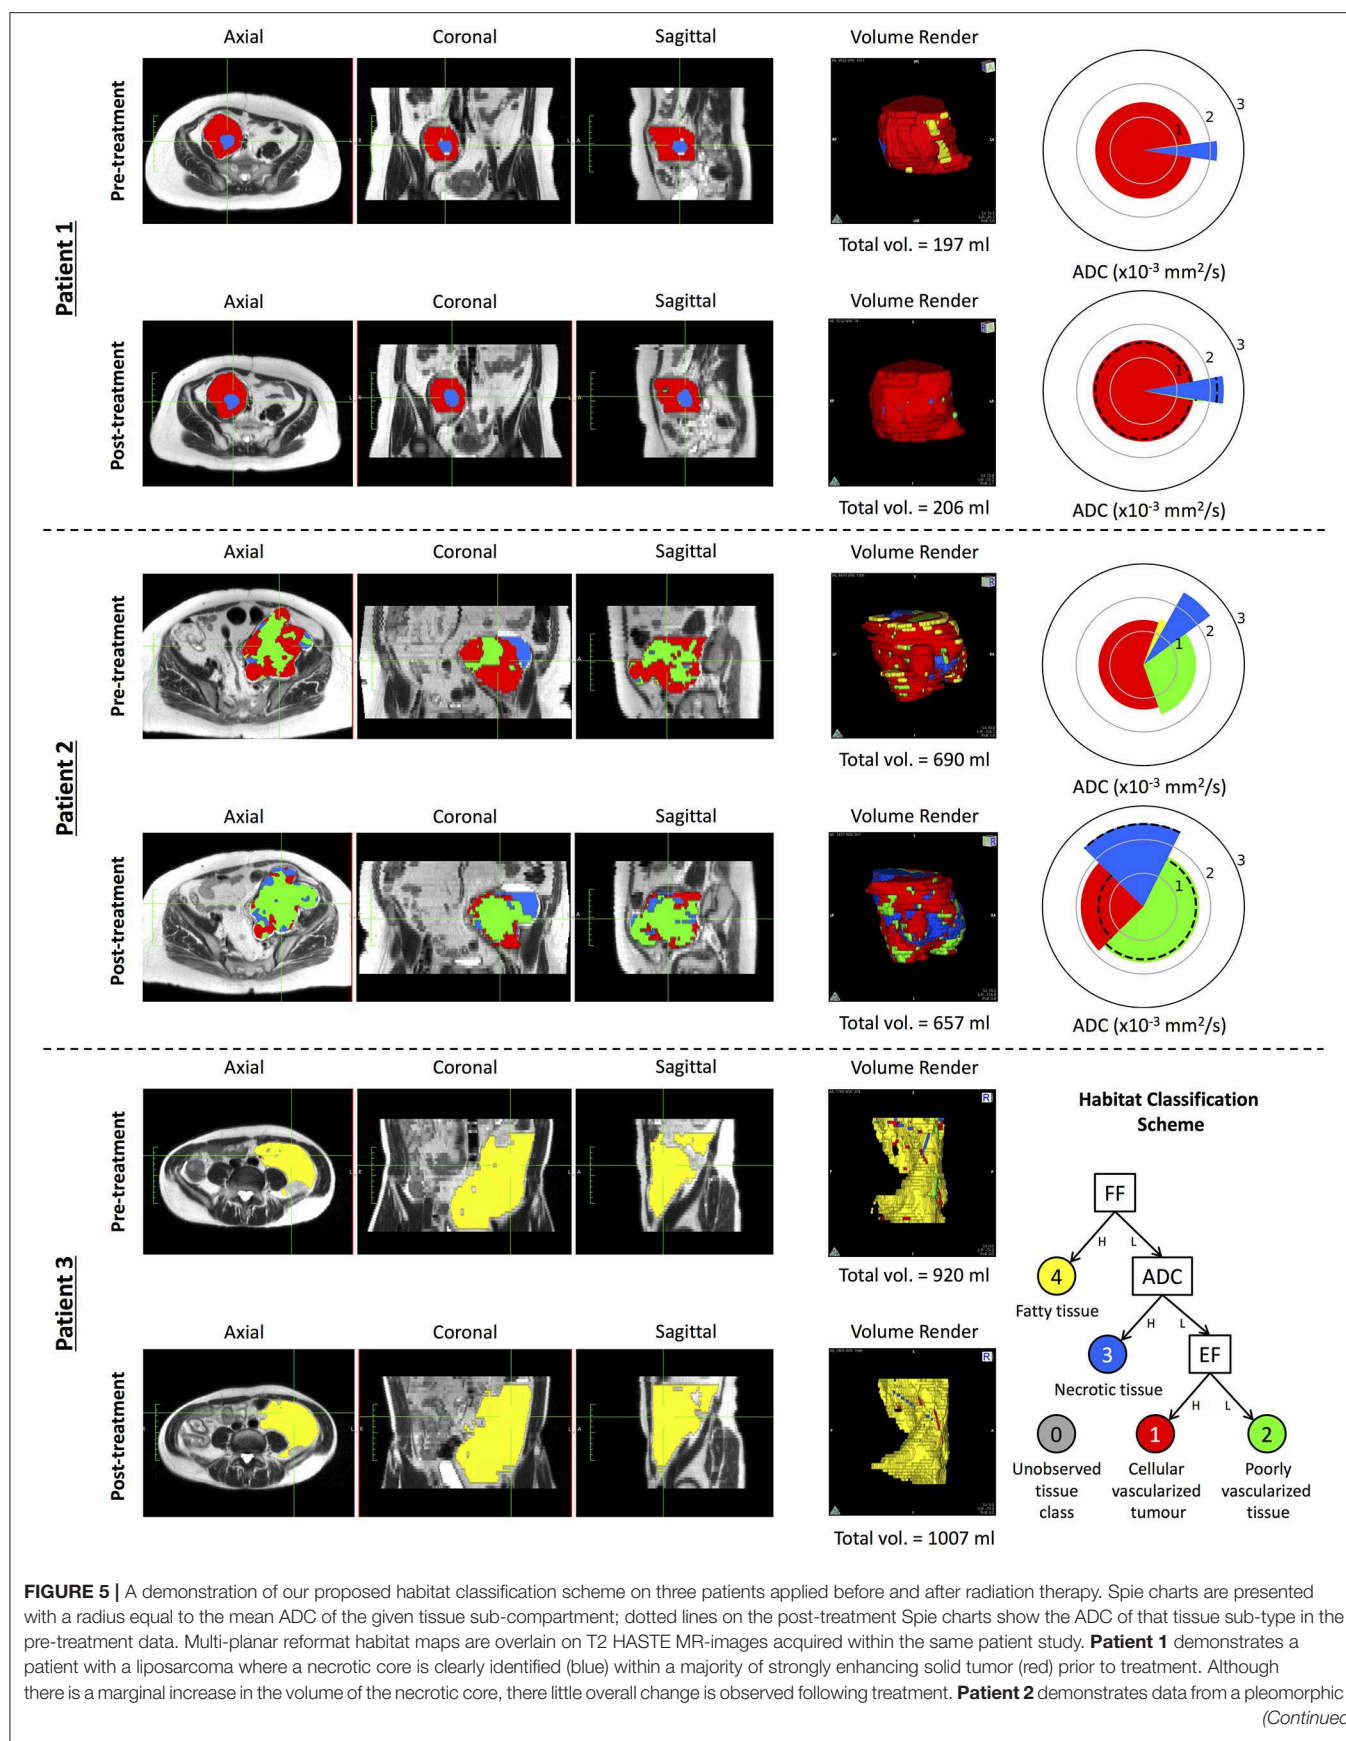 Axial Coronal Sagittal Volume Render
Patient 1
Pre-treatment
1 2 3
Total vol. = 197 ml
ADC (x10-3 mm2/s)
Axial Coronal Sagittal Volume Render
Post-treatment
1 2 3
Total vol. = 206 ml
ADC (x10-3 mm2/s)
Axial Coronal Sagittal Volume Render
Patient 2
Pre-treatment
1 2 3
Total vol. = 690 ml
ADC (x10-3 mm2/s)
Axial Coronal Sagittal Volume Render
Post-treatment
1 2 3
Total vol. = 657 ml
ADC (x10-3 mm2/s)
Axial Coronal Sagittal Volume Render
Patient 3
Pre-treatment
R
Total vol. = 920 ml
Axial Coronal Sagittal Volume Render
Post-treatment
R
Total vol. = 1007 ml
Habitat Classification
Scheme
FF
H L
4 ADC
Fatty tissue
H L
3 EF
Necrotic tissue
H L
0 1 2
Unobserved Cellular Poorly
tissue vascularized vascularized
class tumour tissue
FIGURE 5 | A demonstration of our proposed habitat classification scheme on three patients applied before and after radiation therapy. Spie charts are presented
with a radius equal to the mean ADC of the given tissue sub-compartment; dotted lines on the post-treatment Spie charts show the ADC of that tissue sub-type in the
pre-treatment data. Multi-planar reformat habitat maps are overlain on T2 HASTE MR-images acquired within the same patient study. Patient 1 demonstrates a
patient with a liposarcoma where a necrotic core is clearly identified (blue) within a majority of strongly enhancing solid tumor (red) prior to treatment. Although
there is a marginal increase in the volume of the necrotic core, there little overall change is observed following treatment. Patient 2 demonstrates data from a pleomorphic
(Continued